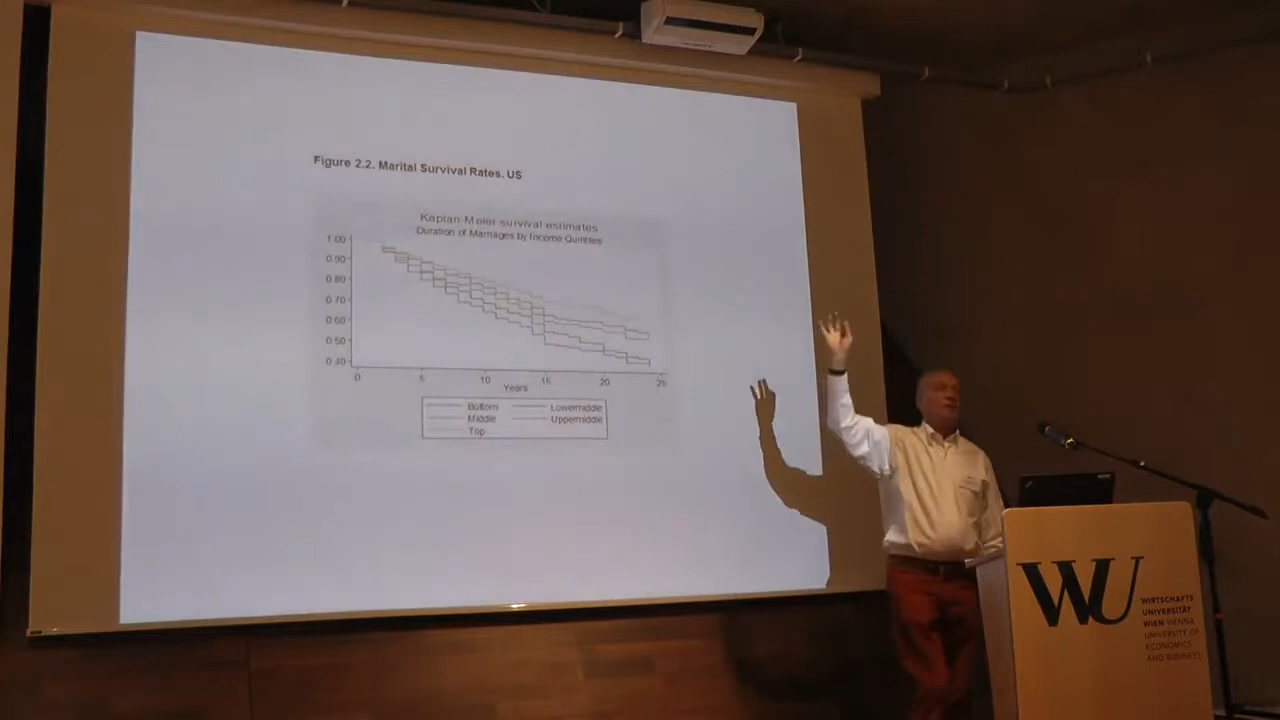 Figure 2.2. Marital Survival Rates. US
Kaplan-Meier survival estimates
Duration of Marriages by Income Quintiles
1.00
0.90
0.80
0.70
0.60
0.50
0.40
0 5 10 15 20 25
Years
Bottom Lowermiddle
Middle Uppermiddle
Top
WU
WIRTSCHAFTS
UNIVERSITÄT
WIEN VIENNA
UNIVERSITY OF
ECONOMICS
AND BUSINESS